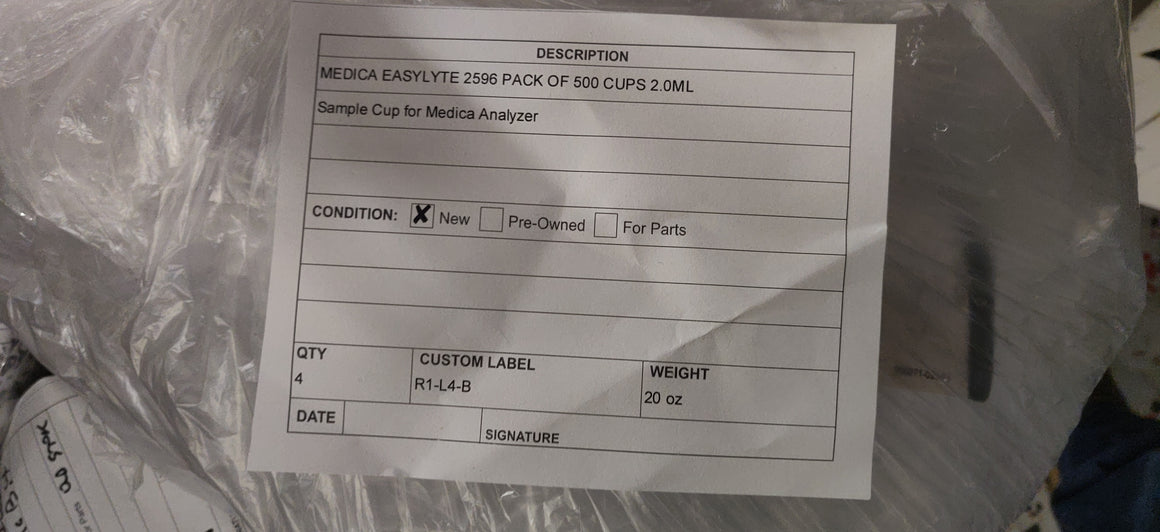 DESCRIPTION
MEDICA EASYLYTE 2596 PACK OF 500 CUPS 2.0ML
Sample Cup for Medica Analyzer
CONDITION: X New Pre-Owned For Parts
QTY CUSTOM LABEL WEIGHT
4 R1-L4-B 20 oz
DATE SIGNATURE